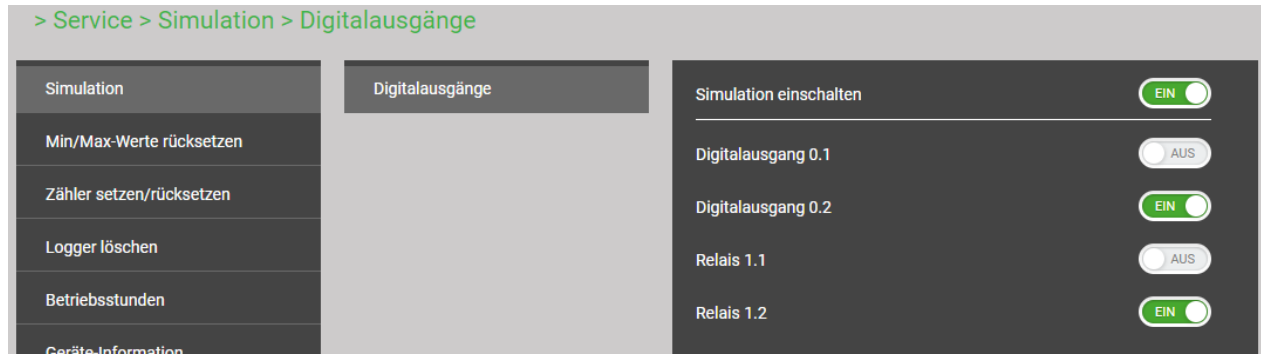 > Service > Simulation > Digitalausgänge
Simulation
Min/Max-Werte rücksetzen
Zähler setzen/rücksetzen
Logger löschen
Betriebsstunden
Geräte-Information
Digitalausgänge
Simulation einschalten EIN
Digitalausgang 0.1 AUS
Digitalausgang 0.2 EIN
Relais 1.1 AUS
Relais 1.2 EIN